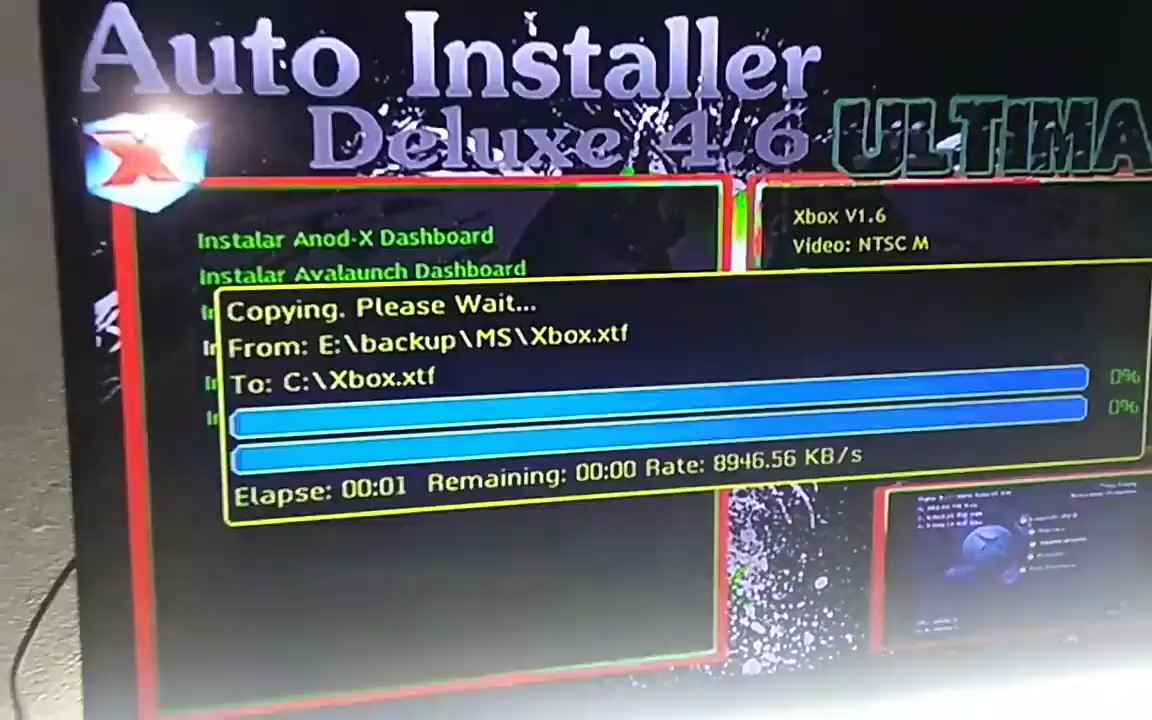 Auto Installer
Deluxe 4.6 ULTIMA
Instalar Anod-X Dashboard
Instalar Avalaunch Dashboard
Xbox V1.6
Video: NTSC M
Copying. Please Wait...
From: E:\backup\MS\Xbox.xtf
To: C:\Xbox.xtf
0%
0%
Elapse: 00:01 Remaining: 00:00 Rate: 8946.56 KB/s